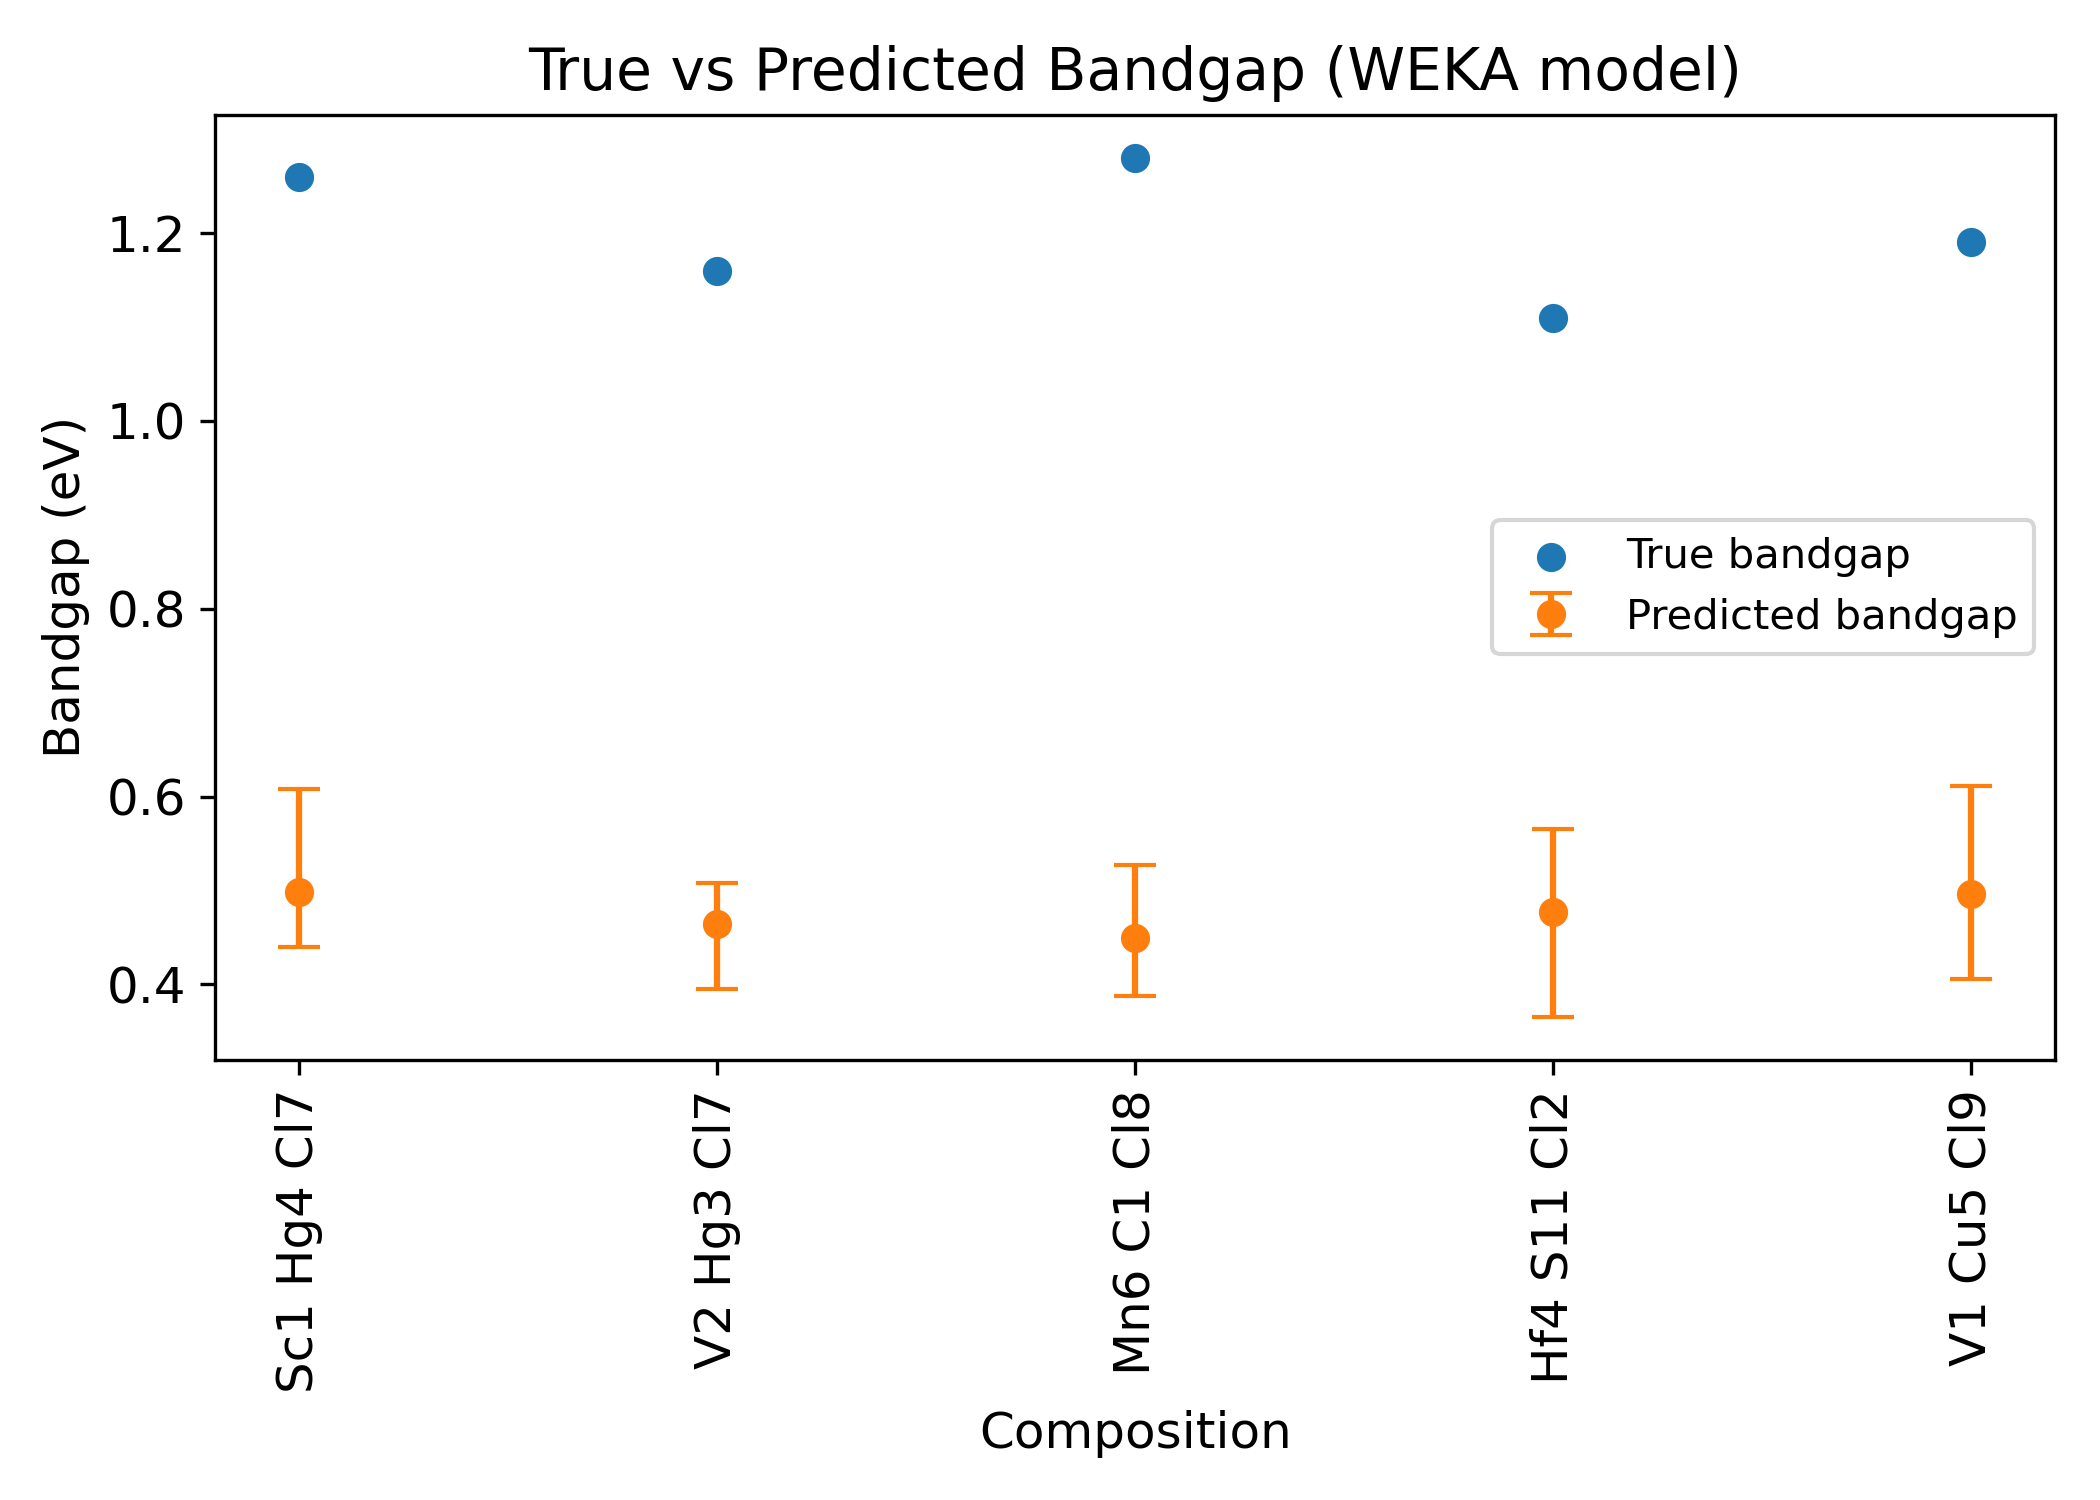 True vs Predicted Bandgap (WEKA model)
Bandgap (eV)
1.2
1.0
0.8
0.6
0.4
True bandgap
Predicted bandgap
Sc1 Hg4 Cl7
V2 Hg3 Cl7
Mn6 C1 Cl8
Hf4 S11 Cl2
V1 Cu5 Cl9
Composition